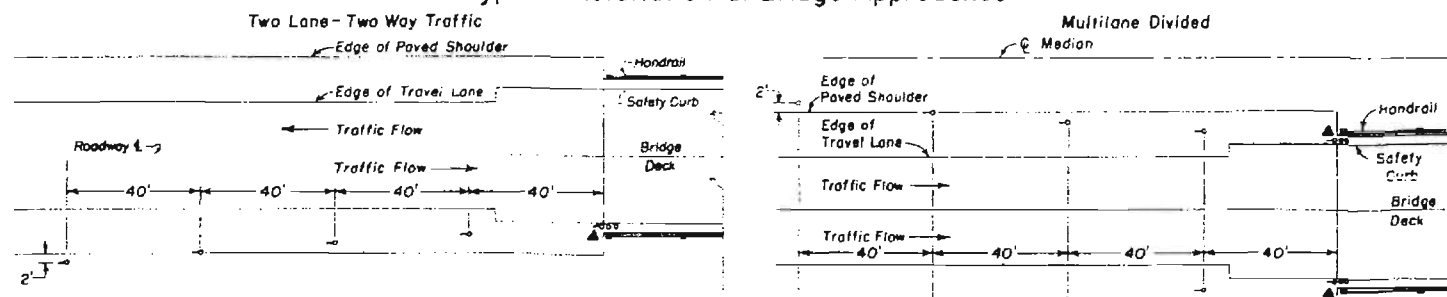 Two Lane-Two Way Traffic
Edge of Paved Shoulder
Handrail
Edge of Travel Lane
Safety Curb
Traffic Flow
Roadway ℄
Bridge
Deck
Traffic Flow
40' 40' 40' 40'
2'
Multilane Divided
℄ Median
Edge of
Paved Shoulder
2'
Handrail
Edge of
Travel Lane
Safety
Curb
Traffic Flow
Bridge
Deck
Traffic Flow
40' 40' 40' 40'